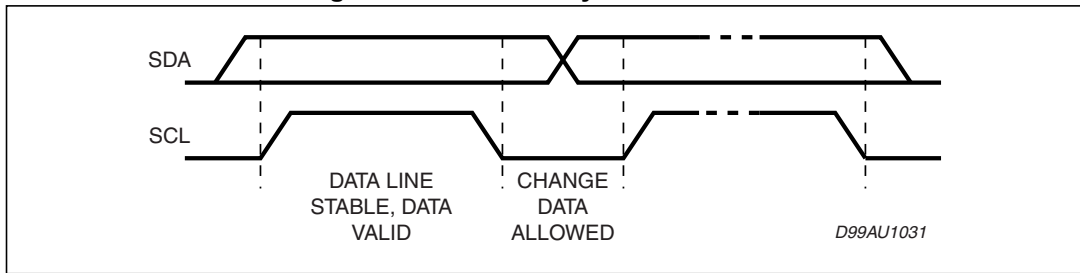 SDA
SCL
DATA LINE
STABLE, DATA
VALID
CHANGE
DATA
ALLOWED
D99AU1031